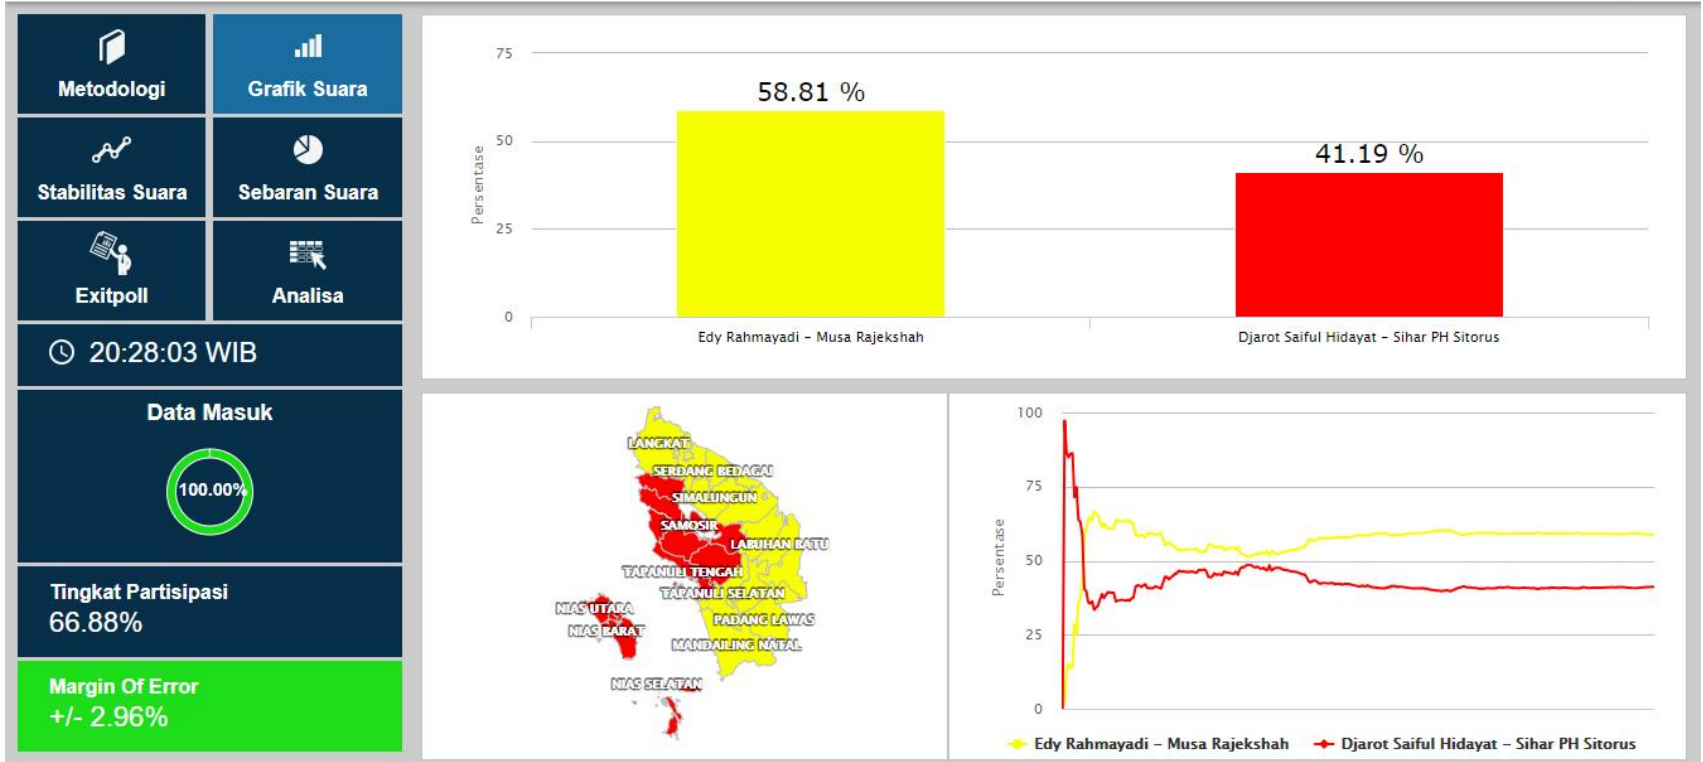 Metodologi
Grafik Suara
Stabilitas Suara
Sebaran Suara
Exitpoll
Analisa
20:28:03 WIB
Data Masuk
100.00%
Tingkat Partisipasi
66.88%
Margin Of Error
+/- 2.96%
75
50
25
0
Persentase
58.81 %
41.19 %
Edy Rahmayadi - Musa Rajekshah
Djarot Saiful Hidayat - Sihar PH Sitorus
LANGKAT
SERDANG BEDAGAI
SIMALUNGUN
SAMOSIR
LABUHAN BATU
TAPANULI TENGAH
TAPANULI SELATAN
NIAS UTARA
PADANG LAWAS
NIAS BARAT
MANDAILING NATAL
NIAS SELATAN
100
75
50
25
0
Persentase
Edy Rahmayadi - Musa Rajekshah
Djarot Saiful Hidayat - Sihar PH Sitorus